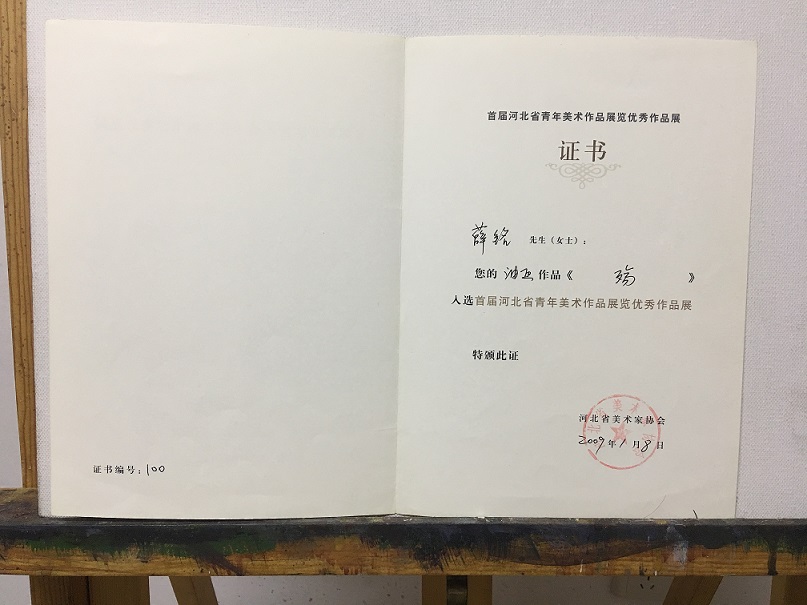 首届河北省青年美术作品展览优秀作品展
证书
薛铭 先生(女士):
您的 油画 作品《 殇 》
入选首届河北省青年美术作品展览优秀作品展
特颁此证
河北省美术家协会
2009年1月8日
证书编号:100